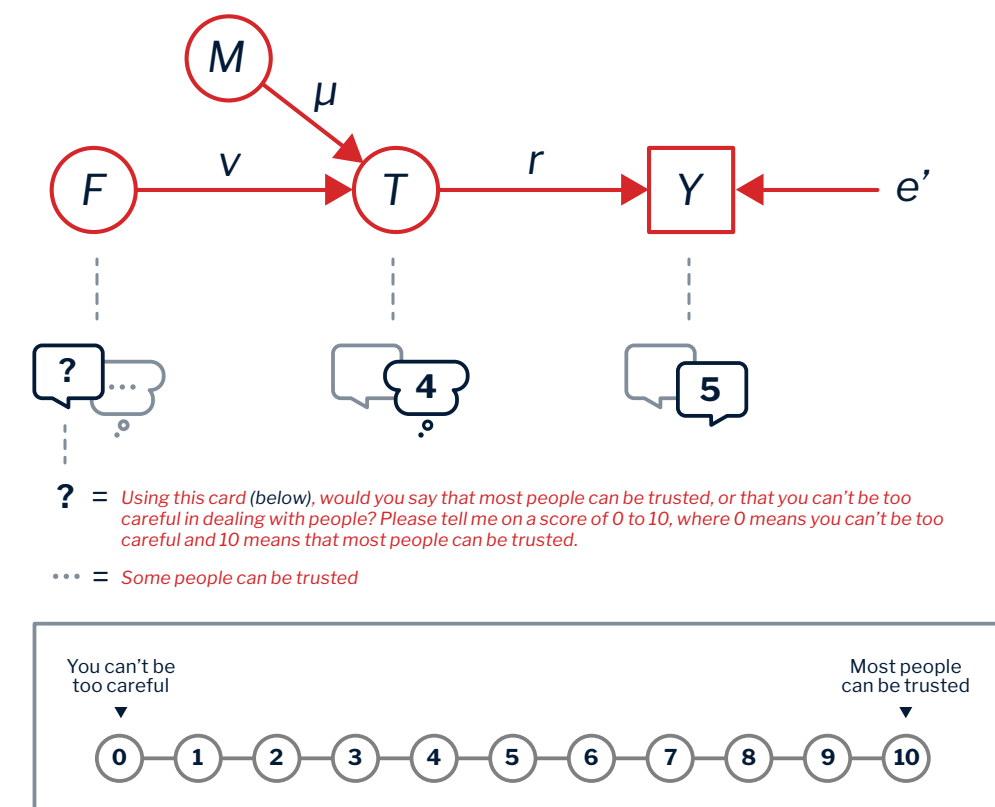 M
μ
F
v
T
r
Y
e’
?
...
4
5
? = Using this card (below), would you say that most people can be trusted, or that you can’t be too
careful in dealing with people? Please tell me on a score of 0 to 10, where 0 means you can’t be too
careful and 10 means that most people can be trusted.
... = Some people can be trusted
You can’t be
too careful
Most people
can be trusted
0 1 2 3 4 5 6 7 8 9 10